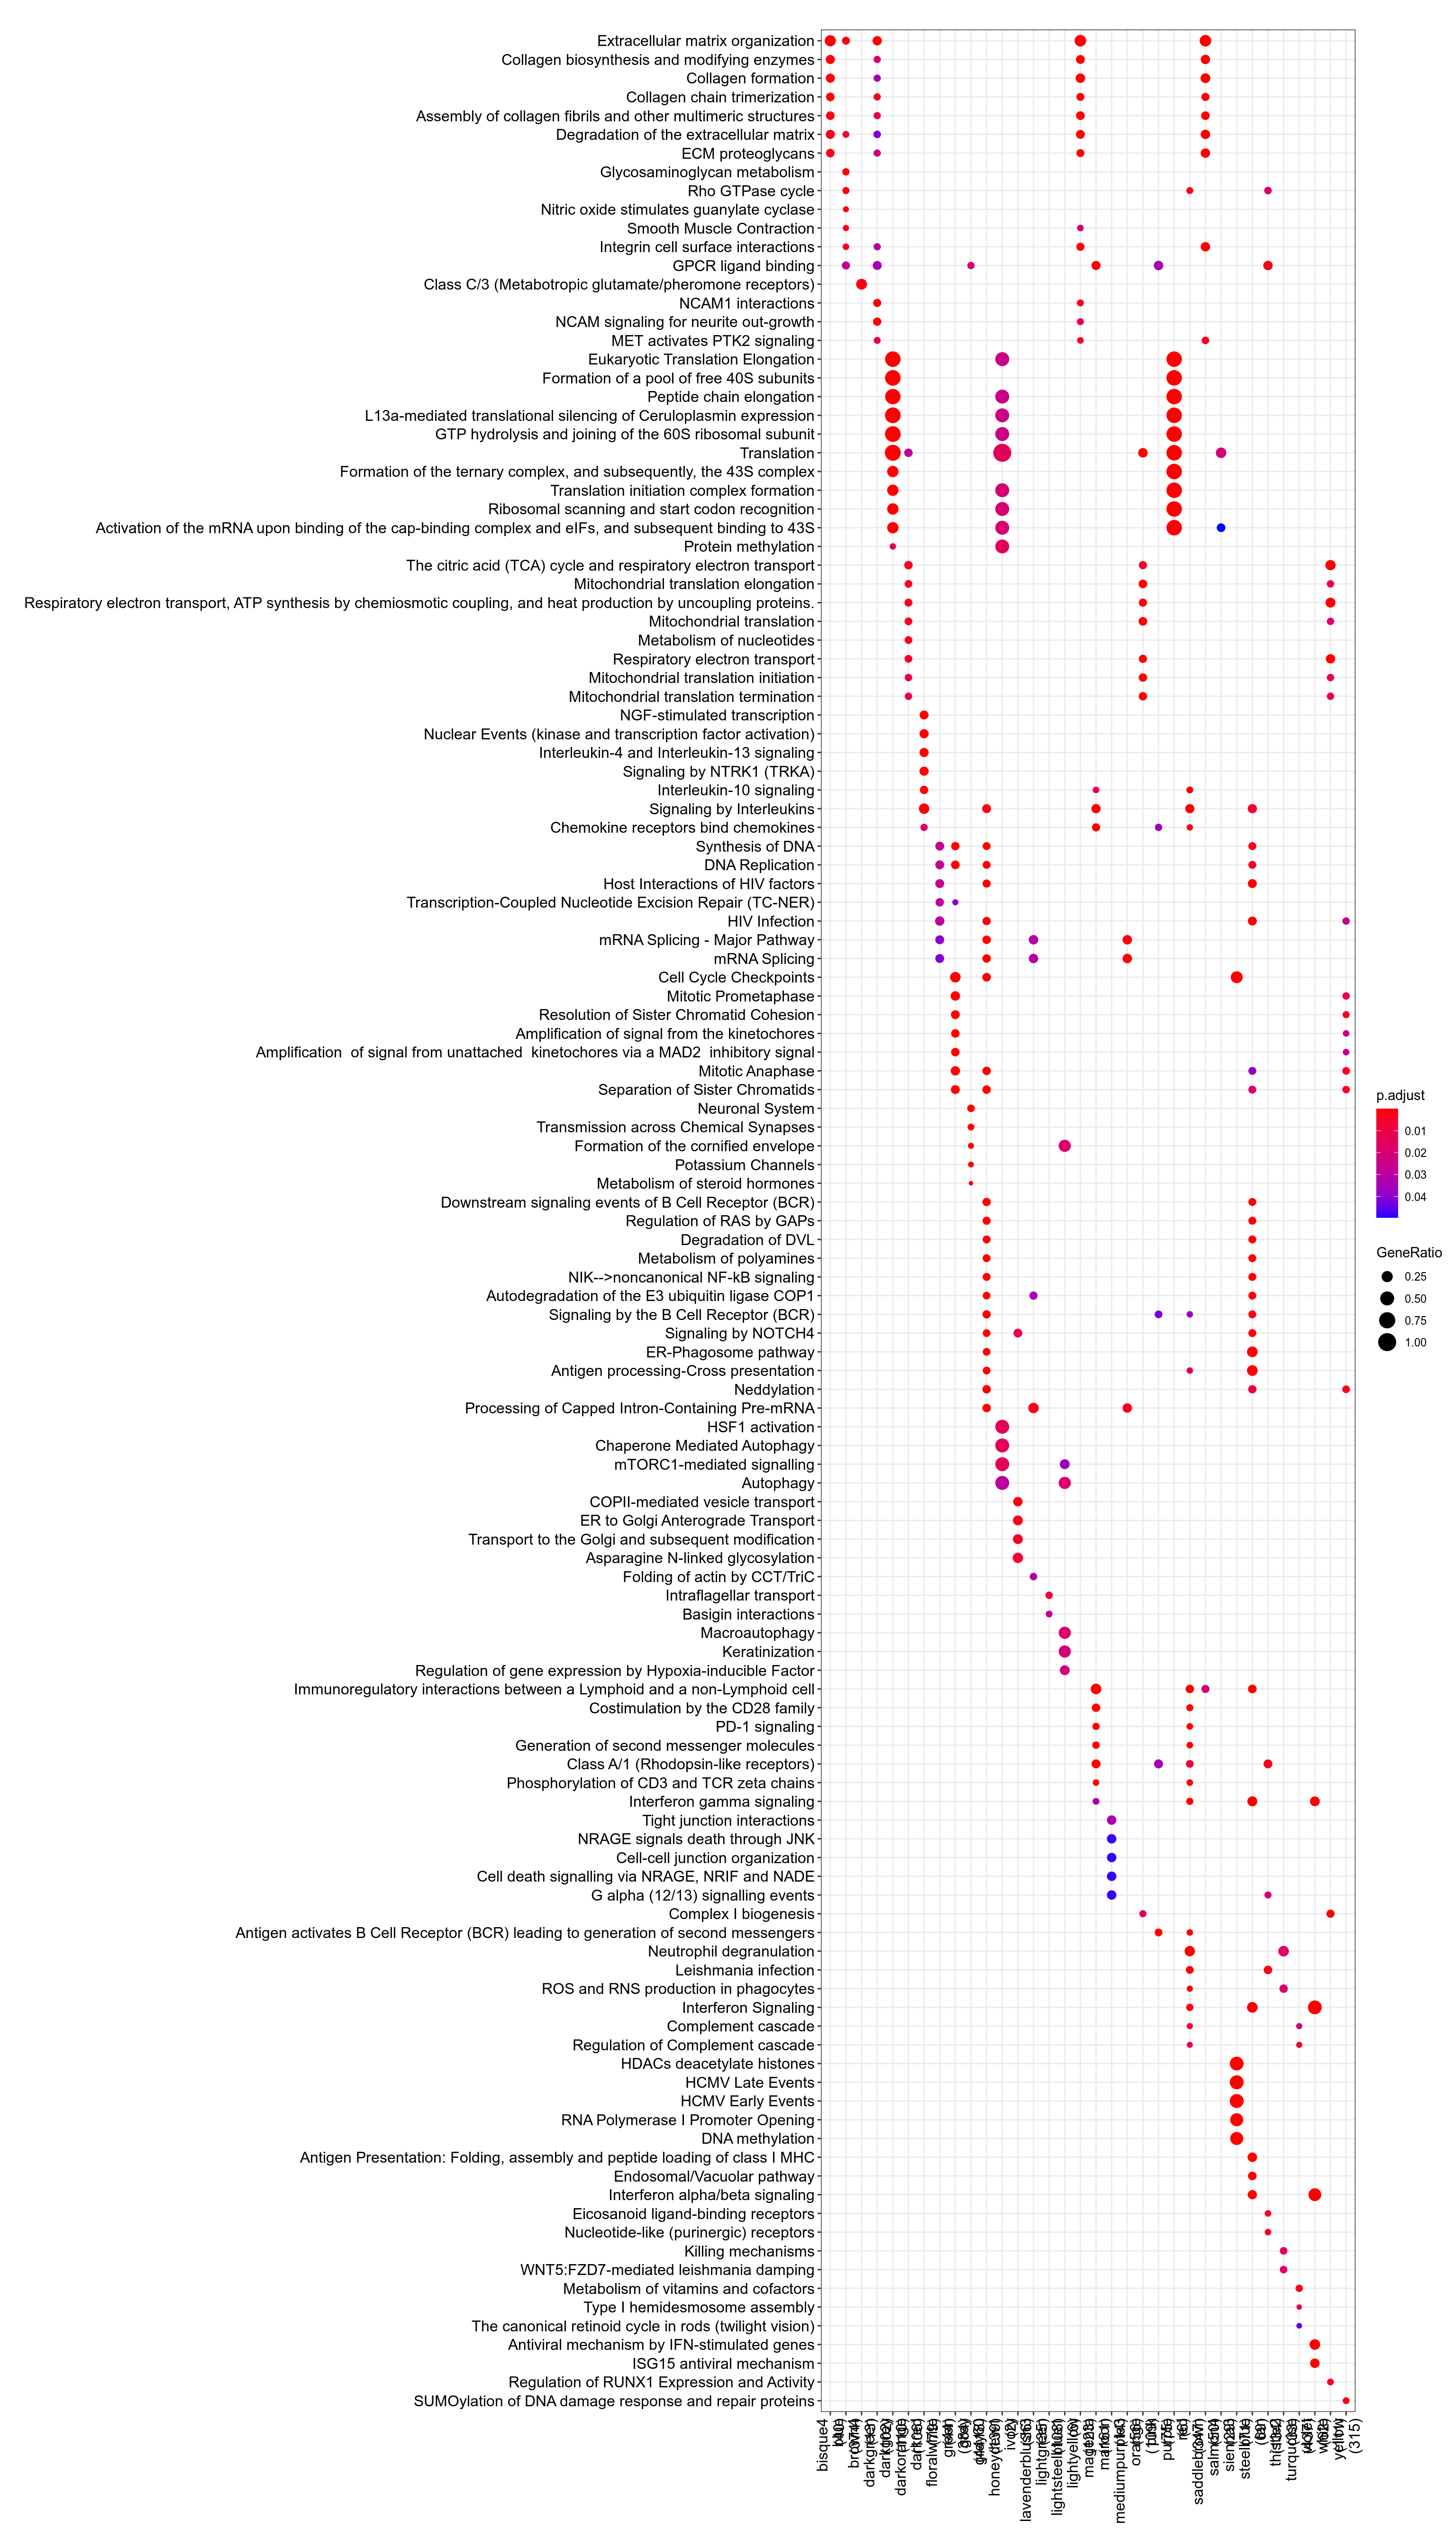 Extracellular matrix organization
Collagen biosynthesis and modifying enzymes
Collagen formation
Collagen chain trimerization
Assembly of collagen fibrils and other multimeric structures
Degradation of the extracellular matrix
ECM proteoglycans
Glycosaminoglycan metabolism
Rho GTPase cycle
Nitric oxide stimulates guanylate cyclase
Smooth Muscle Contraction
Integrin cell surface interactions
GPCR ligand binding
Class C/3 (Metabotropic glutamate/pheromone receptors)
NCAM1 interactions
NCAM signaling for neurite out-growth
MET activates PTK2 signaling
Eukaryotic Translation Elongation
Formation of a pool of free 40S subunits
Peptide chain elongation
L13a-mediated translational silencing of Ceruloplasmin expression
GTP hydrolysis and joining of the 60S ribosomal subunit
Translation
Formation of the ternary complex, and subsequently, the 43S complex
Translation initiation complex formation
Ribosomal scanning and start codon recognition
Activation of the mRNA upon binding of the cap-binding complex and eIFs, and subsequent binding to 43S
Protein methylation
The citric acid (TCA) cycle and respiratory electron transport
Mitochondrial translation elongation
Respiratory electron transport, ATP synthesis by chemiosmotic coupling, and heat production by uncoupling proteins.
Mitochondrial translation
Metabolism of nucleotides
Respiratory electron transport
Mitochondrial translation initiation
Mitochondrial translation termination
NGF-stimulated transcription
Nuclear Events (kinase and transcription factor activation)
Interleukin-4 and Interleukin-13 signaling
Signaling by NTRK1 (TRKA)
Interleukin-10 signaling
Signaling by Interleukins
Chemokine receptors bind chemokines
Synthesis of DNA
DNA Replication
Host Interactions of HIV factors
Transcription-Coupled Nucleotide Excision Repair (TC-NER)
HIV Infection
mRNA Splicing - Major Pathway
mRNA Splicing
Cell Cycle Checkpoints
Mitotic Prometaphase
Resolution of Sister Chromatid Cohesion
Amplification of signal from the kinetochores
Amplification  of signal from unattached  kinetochores via a MAD2  inhibitory signal
Mitotic Anaphase
Separation of Sister Chromatids
Neuronal System
Transmission across Chemical Synapses
Formation of the cornified envelope
Potassium Channels
Metabolism of steroid hormones
Downstream signaling events of B Cell Receptor (BCR)
Regulation of RAS by GAPs
Degradation of DVL
Metabolism of polyamines
NIK-->noncanonical NF-kB signaling
Autodegradation of the E3 ubiquitin ligase COP1
Signaling by the B Cell Receptor (BCR)
Signaling by NOTCH4
ER-Phagosome pathway
Antigen processing-Cross presentation
Neddylation
Processing of Capped Intron-Containing Pre-mRNA
HSF1 activation
Chaperone Mediated Autophagy
mTORC1-mediated signalling
Autophagy
COPII-mediated vesicle transport
ER to Golgi Anterograde Transport
Transport to the Golgi and subsequent modification
Asparagine N-linked glycosylation
Folding of actin by CCT/TriC
Intraflagellar transport
Basigin interactions
Macroautophagy
Keratinization
Regulation of gene expression by Hypoxia-inducible Factor
Immunoregulatory interactions between a Lymphoid and a non-Lymphoid cell
Costimulation by the CD28 family
PD-1 signaling
Generation of second messenger molecules
Class A/1 (Rhodopsin-like receptors)
Phosphorylation of CD3 and TCR zeta chains
Interferon gamma signaling
Tight junction interactions
NRAGE signals death through JNK
Cell-cell junction organization
Cell death signalling via NRAGE, NRIF and NADE
G alpha (12/13) signalling events
Complex I biogenesis
Antigen activates B Cell Receptor (BCR) leading to generation of second messengers
Neutrophil degranulation
Leishmania infection
ROS and RNS production in phagocytes
Interferon Signaling
Complement cascade
Regulation of Complement cascade
HDACs deacetylate histones
HCMV Late Events
HCMV Early Events
RNA Polymerase I Promoter Opening
DNA methylation
Antigen Presentation: Folding, assembly and peptide loading of class I MHC
Endosomal/Vacuolar pathway
Interferon alpha/beta signaling
Eicosanoid ligand-binding receptors
Nucleotide-like (purinergic) receptors
Killing mechanisms
WNT5:FZD7-mediated leishmania damping
Metabolism of vitamins and cofactors
Type I hemidesmosome assembly
The canonical retinoid cycle in rods (twilight vision)
Antiviral mechanism by IFN-stimulated genes
ISG15 antiviral mechanism
Regulation of RUNX1 Expression and Activity
SUMOylation of DNA damage response and repair proteins
p.adjust
0.01
0.02
0.03
0.04
GeneRatio
0.25
0.50
0.75
1.00
bisque4
yellow
(315)